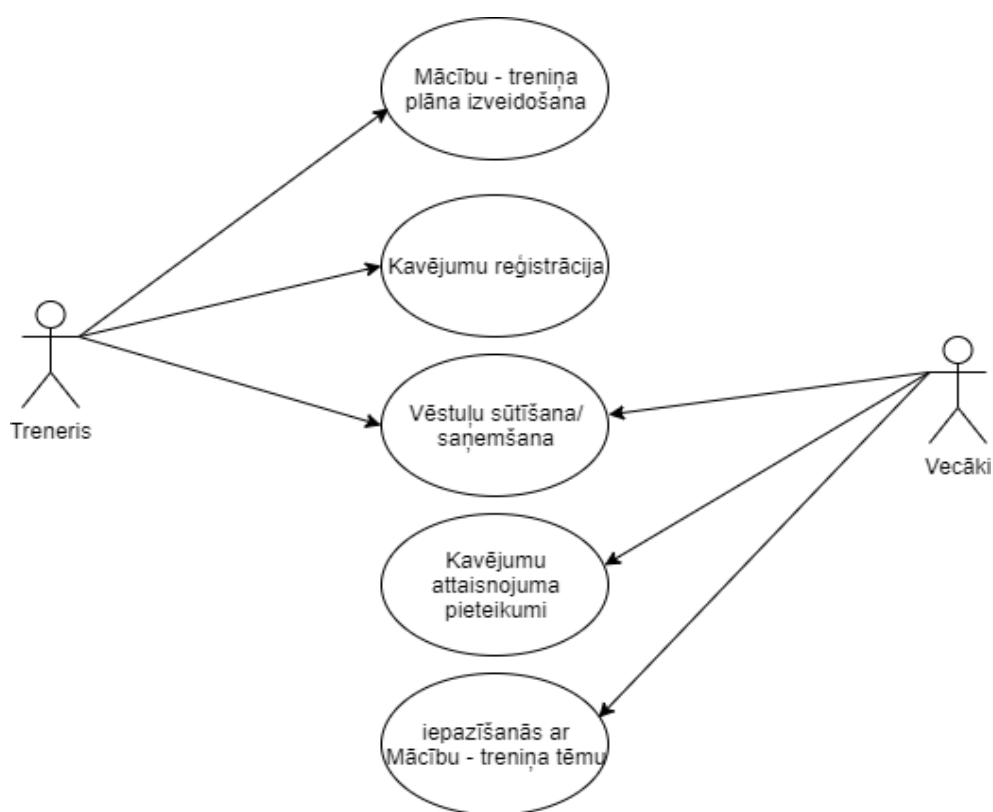 Mācību - treniņa
plāna izveidošana
Kavējumu reģistrācija
Treneris
Vēstuļu sūtīšana/
saņemšana
Vecāki
Kavējumu
attaisnojuma
pieteikumi
iepazīšanās ar
Mācību - treniņa tēmu